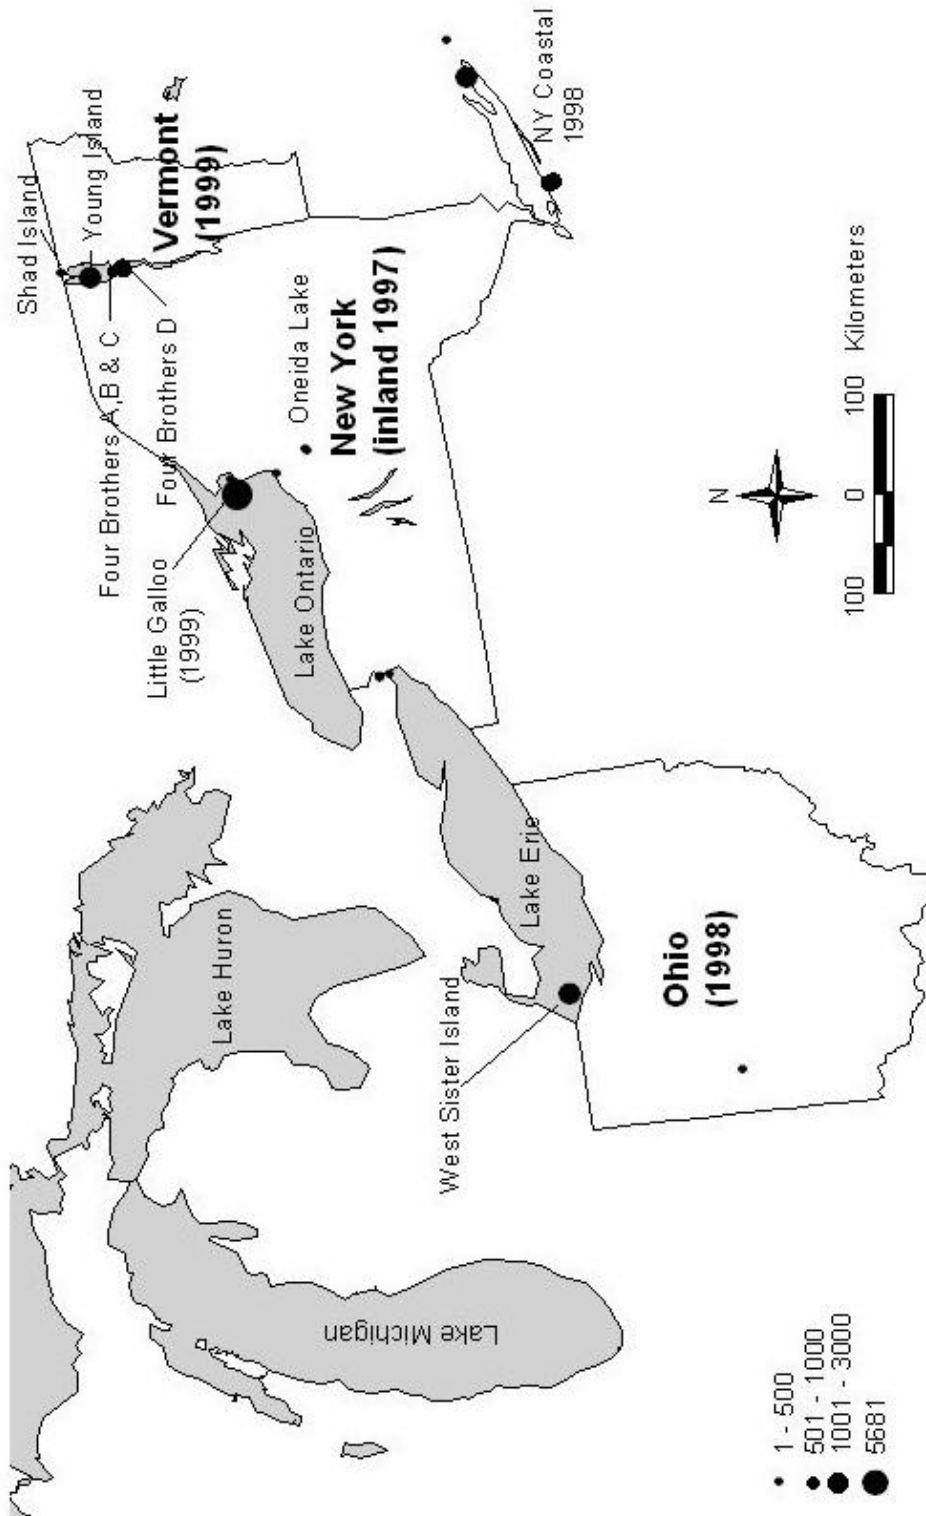 Shad Island
Young Island
Vermont
(1999)
Four Brothers A,B & C
Four Brothers D
Little Galloo
(1999)
Oneida Lake
New York
(inland 1997)
NY Coastal
1998
Lake Ontario
Lake Huron
Lake Erie
West Sister Island
Ohio
(1998)
Lake Michigan
N
100 0 100 Kilometers
1 - 500
501 - 1000
1001 - 3000
5681